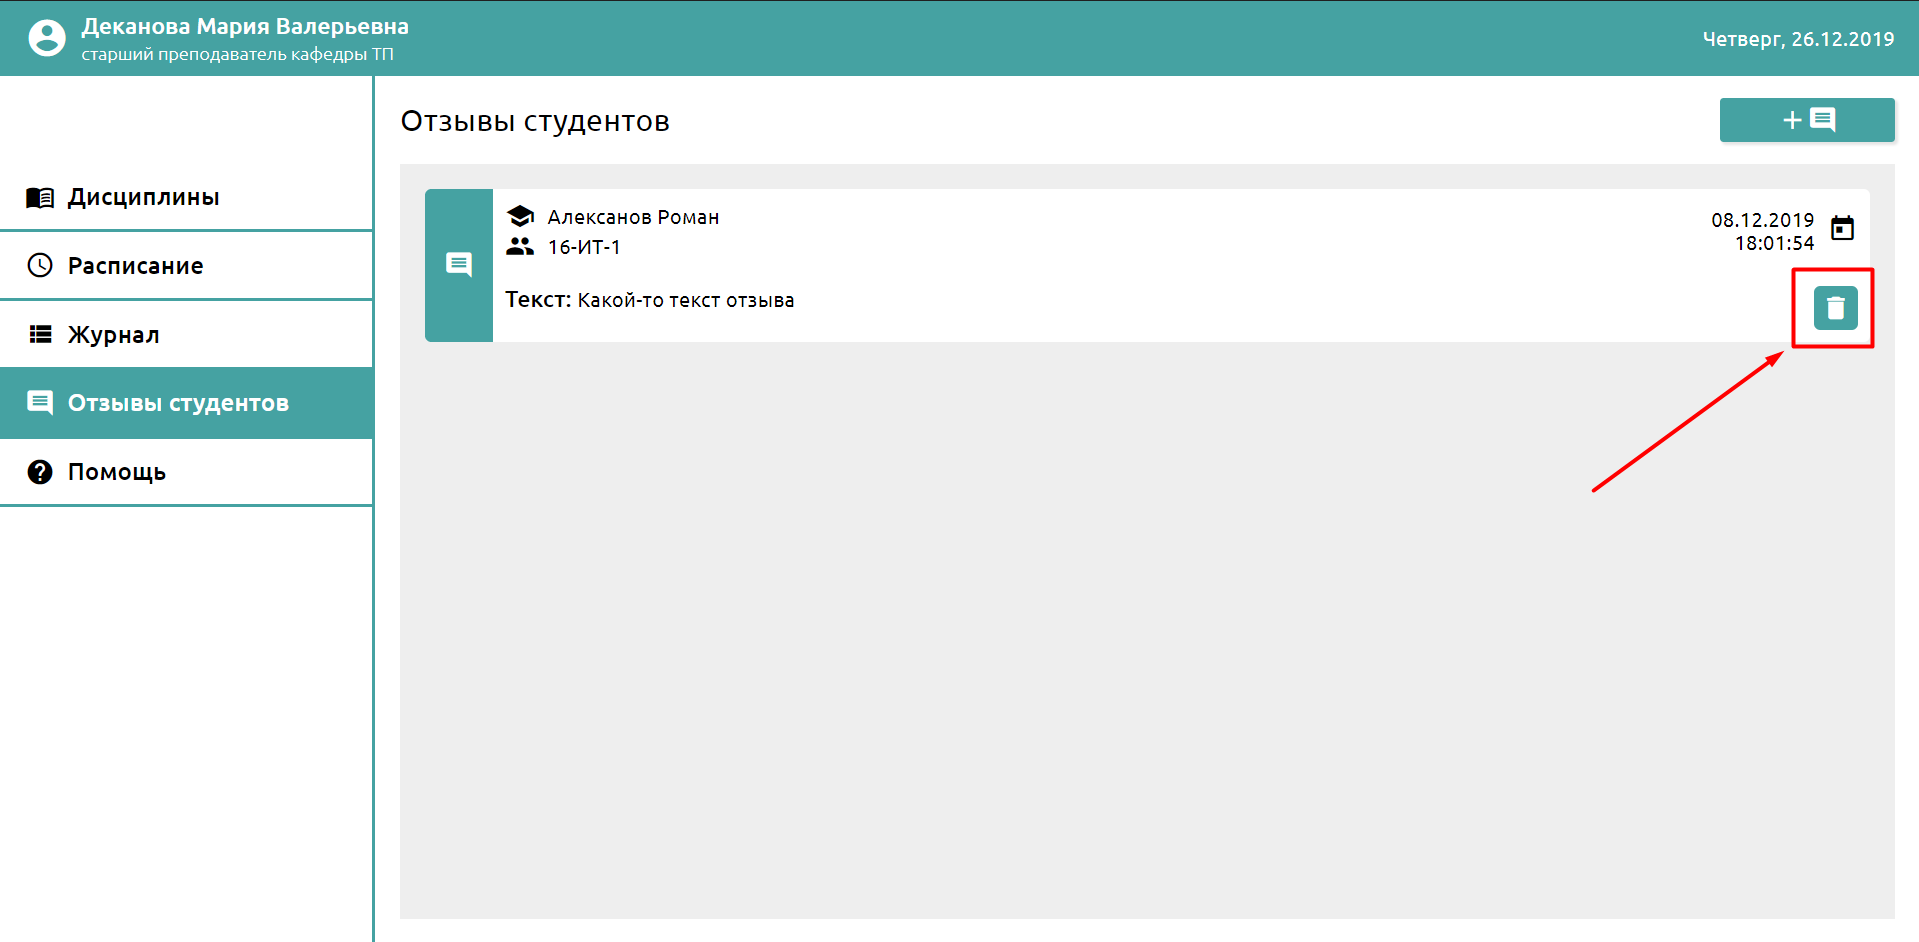 Деканова Мария Валерьевна
старший преподаватель кафедры ТП
Четверг, 26.12.2019
Дисциплины
Расписание
Журнал
Отзывы студентов
Помощь
Отзывы студентов
+
Алексанов Роман
16-ИТ-1
08.12.2019
18:01:54
Текст: Какой-то текст отзыва